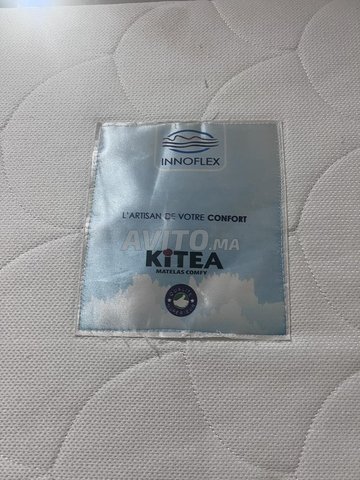 INNOFLEX
L'ARTISAN DE VOTRE CONFORT
AVITO.MA
KiTEA
MATELAS COMFY